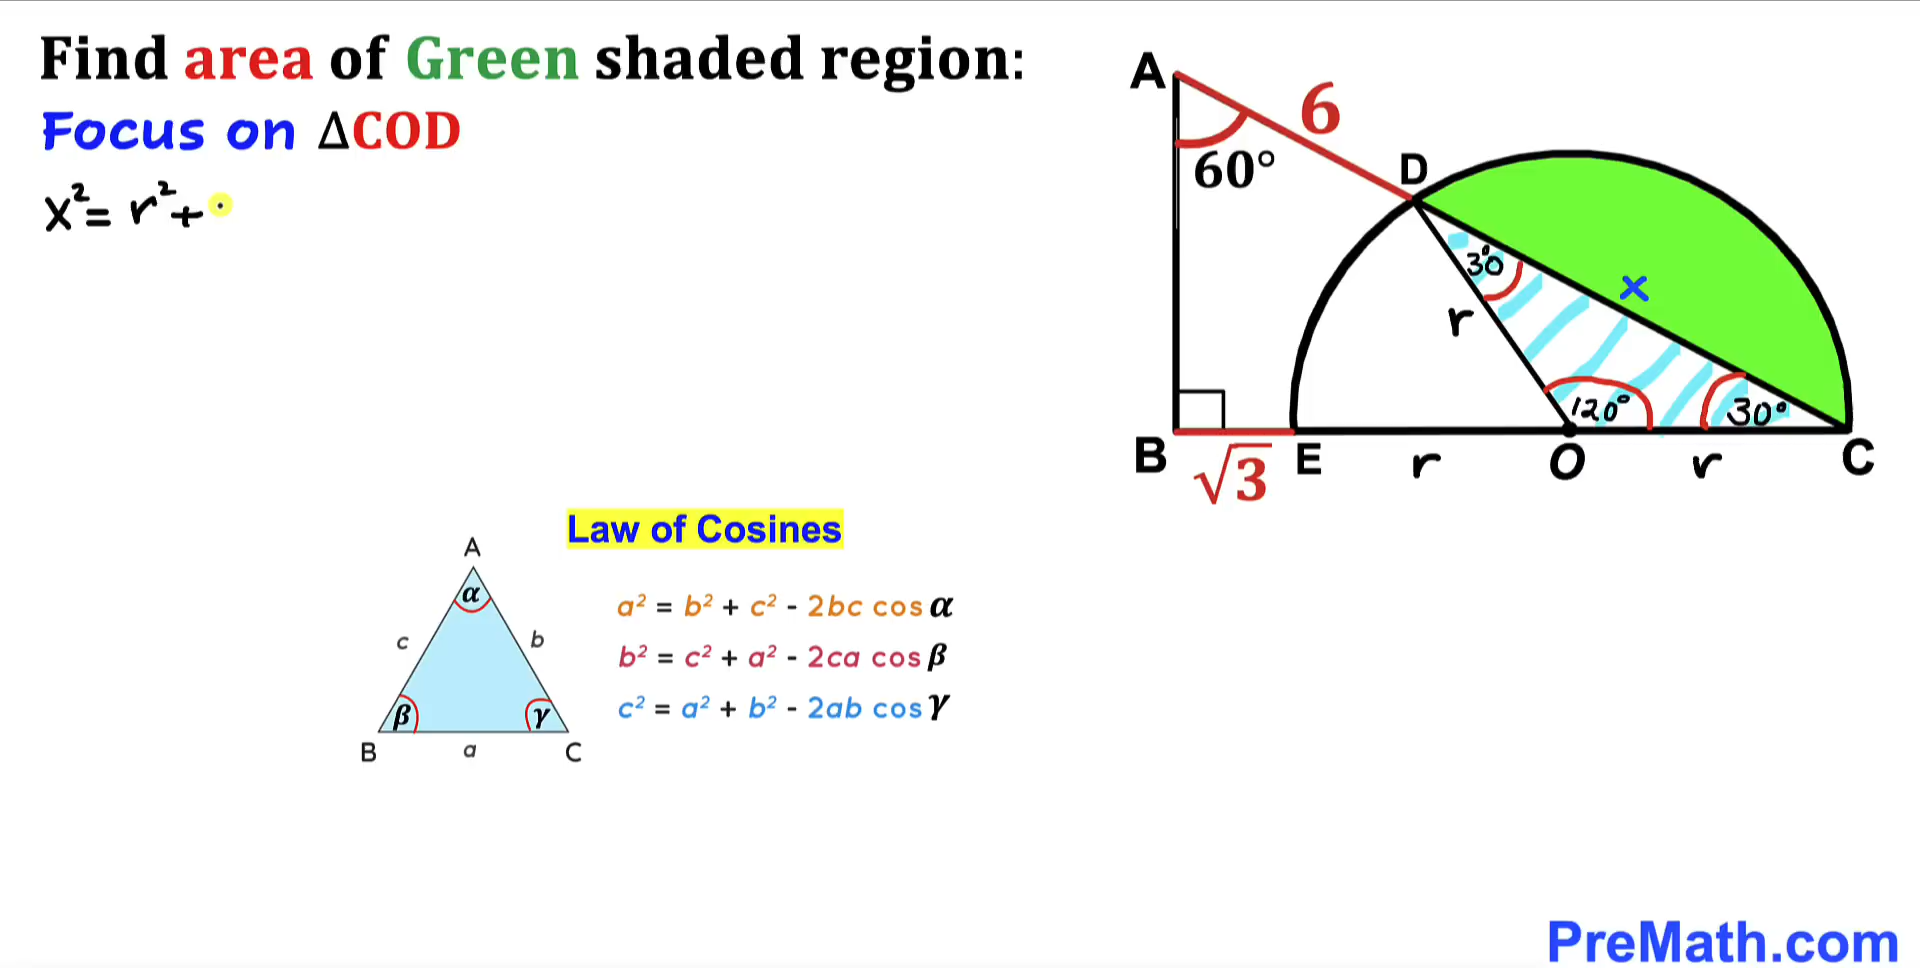 Find area of Green shaded region:
Focus on ΔCOD
x²= r²+
A
6
60°
D
30°
x
r
120°
30°
B
√3
E
r
O
r
C
Law of Cosines
A
α
c
b
a² = b² + c² - 2bc cos α
b² = c² + a² - 2ca cos β
c² = a² + b² - 2ab cos γ
β
γ
B
a
C
PreMath.com